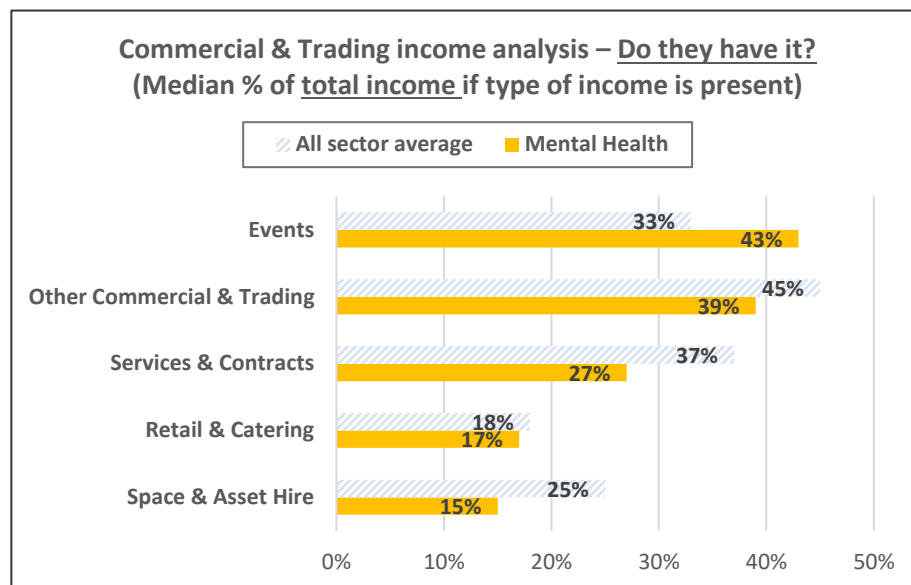 Commercial & Trading income analysis – Do they have it?
(Median % of total income if type of income is present)
All sector average
Mental Health
Events
33%
43%
Other Commercial & Trading
45%
39%
Services & Contracts
37%
27%
Retail & Catering
18%
17%
Space & Asset Hire
25%
15%
0% 10% 20% 30% 40% 50%